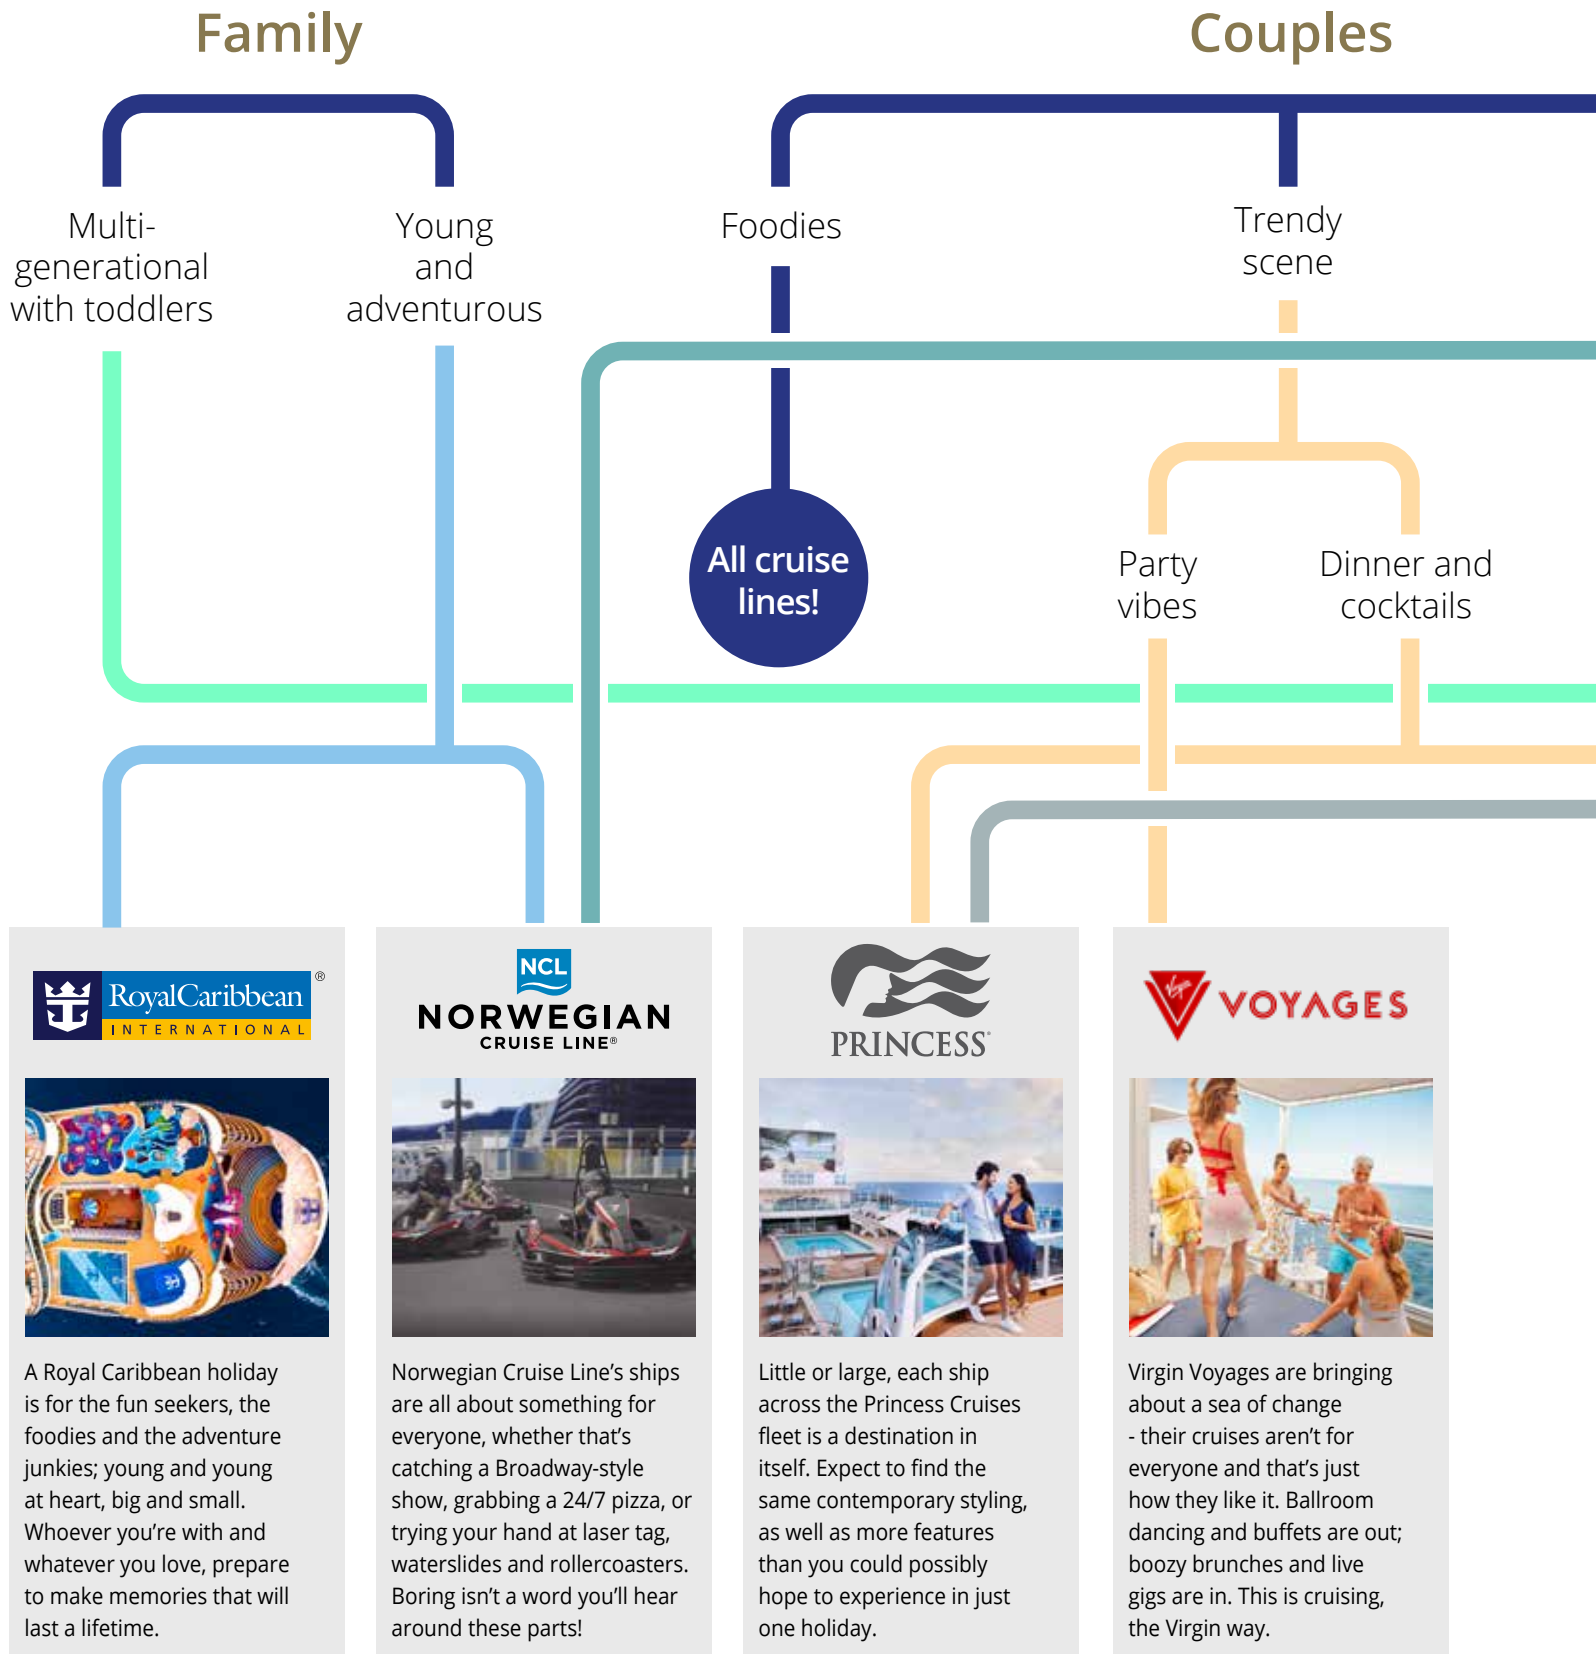 Family
Couples
Multi-
generational
with toddlers
Young
and
adventurous
Foodies
Trendy
scene
All cruise
lines!
Party
vibes
Dinner and
cocktails
RoyalCaribbean®
INTERNATIONAL
A Royal Caribbean holiday
is for the fun seekers, the
foodies and the adventure
junkies; young and young
at heart, big and small.
Whoever you’re with and
whatever you love, prepare
to make memories that will
last a lifetime.
NCL
NORWEGIAN
CRUISE LINE®
Norwegian Cruise Line’s ships
are all about something for
everyone, whether that’s
catching a Broadway-style
show, grabbing a 24/7 pizza, or
trying your hand at laser tag,
waterslides and rollercoasters.
Boring isn’t a word you’ll hear
around these parts!
PRINCESS®
Little or large, each ship
across the Princess Cruises
fleet is a destination in
itself. Expect to find the
same contemporary styling,
as well as more features
than you could possibly
hope to experience in just
one holiday.
Virgin
VOYAGES
Virgin Voyages are bringing
about a sea of change
- their cruises aren’t for
everyone and that’s just
how they like it. Ballroom
dancing and buffets are out;
boozy brunches and live
gigs are in. This is cruising,
the Virgin way.